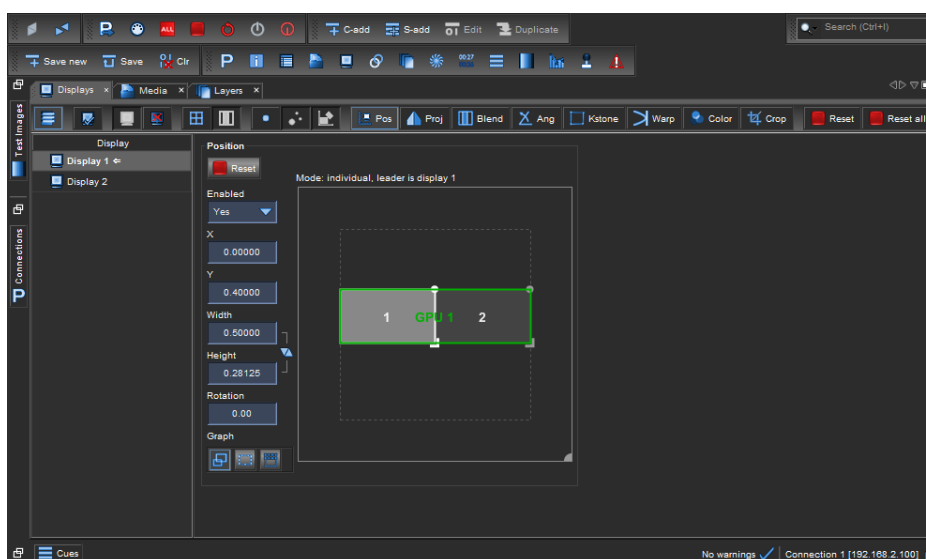 ALL
C-add
S-add
Edit
Duplicate
Search (Ctrl+I)
Save new
Save
Clr
P
00:27
Displays
Media
Layers
Test Images
Pos
Proj
Blend
Ang
Kstone
Warp
Color
Crop
Reset
Reset all
Display
Display 1
Display 2
Position
Reset
Mode: individual, leader is display 1
Enabled
Yes
X
0.00000
Y
0.40000
Width
0.50000
Height
0.28125
Rotation
0.00
Graph
1
GPU 1
2
Connections
P
Cues
No warnings
Connection 1 [192.168.2.100]